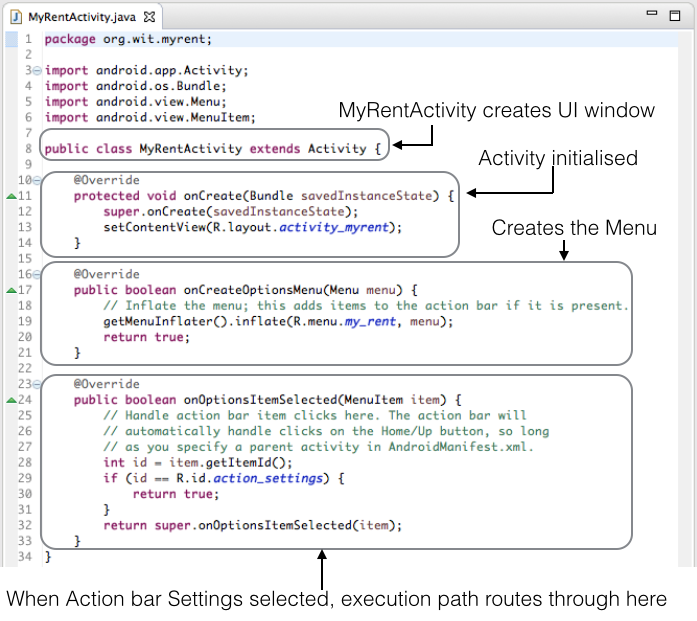 MyRentActivity.java
1 package org.wit.myrent;
2
3 import android.app.Activity;
4 import android.os.Bundle;
5 import android.view.Menu;
6 import android.view.MenuItem;
MyRentActivity creates UI window
7
8 public class MyRentActivity extends Activity {
9
Activity initialised
10 @Override
11 protected void onCreate(Bundle savedInstanceState) {
12 super.onCreate(savedInstanceState);
13 setContentView(R.layout.activity_myrent);
14 }
Creates the Menu
15
16 @Override
17 public boolean onCreateOptionsMenu(Menu menu) {
18 // Inflate the menu; this adds items to the action bar if it is present.
19 getMenuInflater().inflate(R.menu.my_rent, menu);
20 return true;
21 }
22
23 @Override
24 public boolean onOptionsItemSelected(MenuItem item) {
25 // Handle action bar item clicks here. The action bar will
26 // automatically handle clicks on the Home/Up button, so long
27 // as you specify a parent activity in AndroidManifest.xml.
28 int id = item.getItemId();
29 if (id == R.id.action_settings) {
30 return true;
31 }
32 return super.onOptionsItemSelected(item);
33 }
34 }
When Action bar Settings selected, execution path routes through here